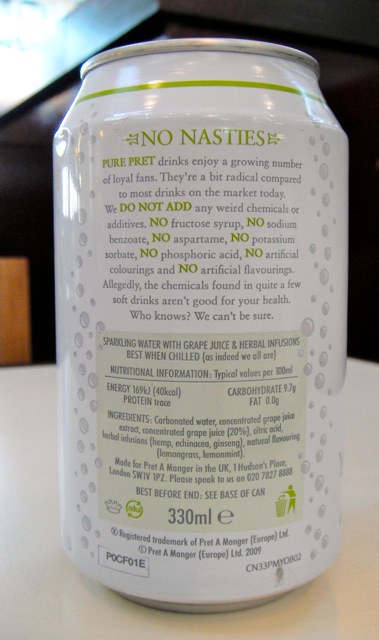 NO NASTIES
PURE PRET drinks enjoy a growing number
of loyal fans. They're a bit radical compared
to most drinks on the market today.
We DO NOT ADD any weird chemicals or
additives. NO fructose syrup, NO sodium
benzoate, NO aspartame, NO potassium
sorbate, NO phosphoric acid, NO artificial
colourings and NO artificial flavourings.
Allegedly, the chemicals found in quite a few
soft drinks aren't good for your health.
Who knows? We can't be sure.
SPARKLING WATER WITH GRAPE JUICE & HERBAL INFUSIONS
BEST WHEN CHILLED (as indeed we all are)
NUTRITIONAL INFORMATION: Typical values per 100ml
ENERGY 169kJ (40kcal) CARBOHYDRATE 9.7g
PROTEIN trace FAT 0.0g
INGREDIENTS: Carbonated water, concentrated grape juice
extract, concentrated grape juice (20%), citric acid,
herbal infusions (hemp, echinacea, ginseng), natural flavouring
(lemongrass, lemonmint).
Made for Pret A Manger in the UK, 1 Hudson's Place,
London SW1V 1PZ. Please speak to us on 020 7827 8888
BEST BEFORE END: SEE BASE OF CAN
alu 330ml e
® Registered trademark of Pret A Manger (Europe) Ltd.
© Pret A Manger (Europe) Ltd. 2009
P0CF01E CN33PMYOB02